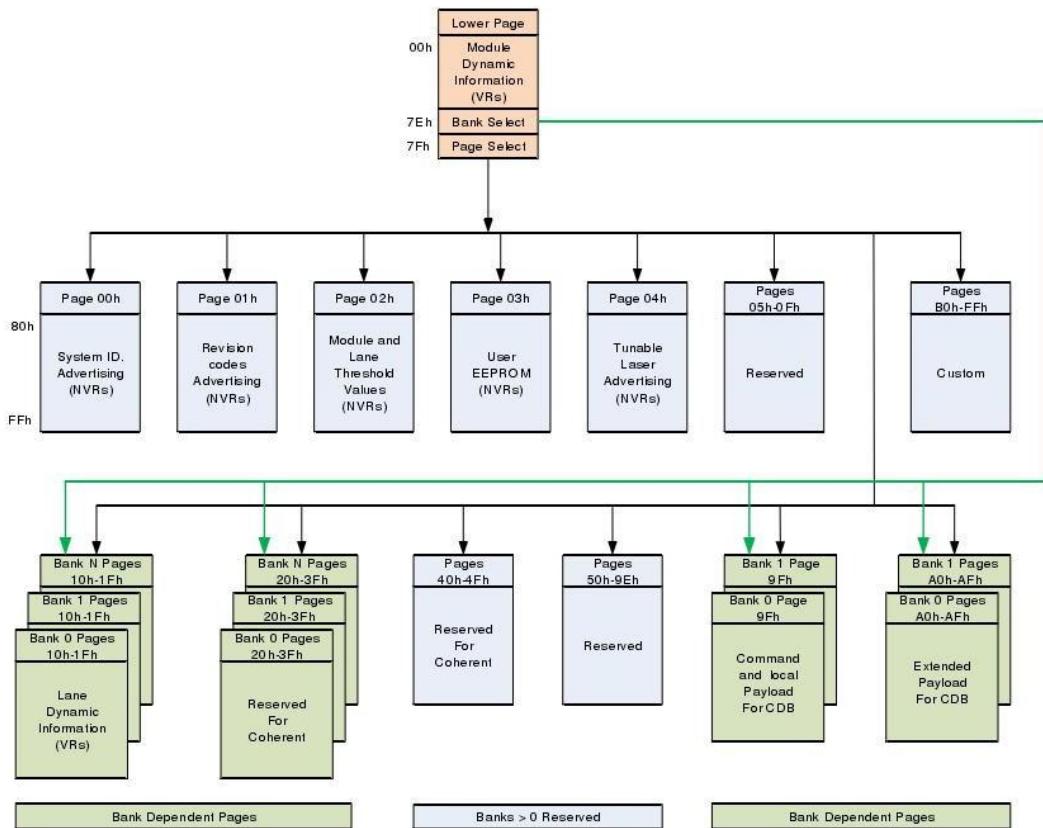 Lower Page
00h
Module
Dynamic
Information
(VRs)
7Eh
Bank Select
7Fh
Page Select
Page 00h
80h
System ID.
Advertising
(NVRs)
FFh
Page 01h
Revision
codes
Advertising
(NVRs)
Page 02h
Module and
Lane
Threshold
Values
(NVRs)
Page 03h
User
EEPROM
(NVRs)
Page 04h
Tunable
Laser
Advertising
(NVRs)
Pages
05h-0Fh
Reserved
Pages
B0h-FFh
Custom
Bank N Pages
10h-1Fh
Bank 1 Pages
10h-1Fh
Bank 0 Pages
10h-1Fh
Lane
Dynamic
Information
(VRs)
Bank N Pages
20h-3Fh
Bank 1 Pages
20h-3Fh
Bank 0 Pages
20h-3Fh
Reserved
For
Coherent
Pages
40h-4Fh
Reserved
For
Coherent
Pages
50h-9Eh
Reserved
Bank 1 Page
9Fh
Bank 0 Page
9Fh
Command
and local
Payload
For CDB
Bank 1 Pages
A0h-AFh
Bank 0 Pages
A0h-AFh
Extended
Payload
For CDB
Bank Dependent Pages
Banks > 0 Reserved
Bank Dependent Pages